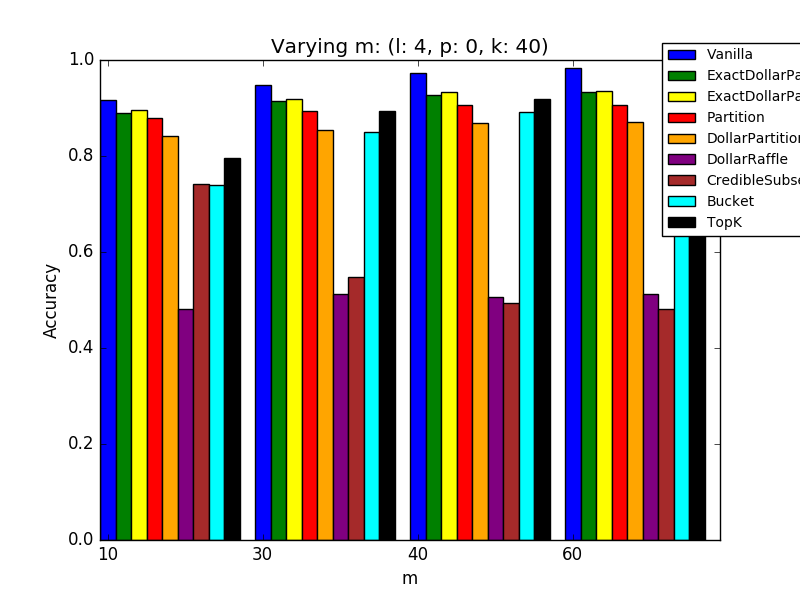 Varying m: (l: 4, p: 0, k: 40)
Vanilla
ExactDollarPa
ExactDollarPa
Partition
DollarPartition
DollarRaffle
CredibleSubse
Bucket
TopK
1.0
0.8
0.6
0.4
0.2
0.0
Accuracy
10 30 40 60
m